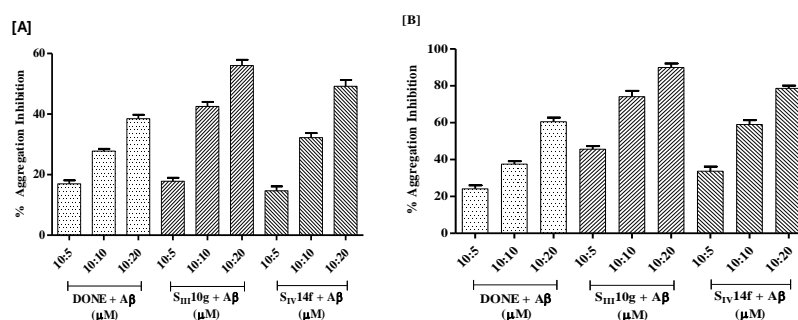 [A]
% Aggregation Inhibition
60
40
20
0
10:5
10:10
10:20
10:5
10:10
10:20
10:5
10:10
10:20
DONE + Aβ
(μM)
SIII10g + Aβ
(μM)
SIV14f + Aβ
(μM)
[B]
% Aggregation Inhibition
100
80
60
40
20
0
10:5
10:10
10:20
10:5
10:10
10:20
10:5
10:10
10:20
DONE + Aβ
(μM)
SIII10g + Aβ
(μM)
SIV14f + Aβ
(μM)